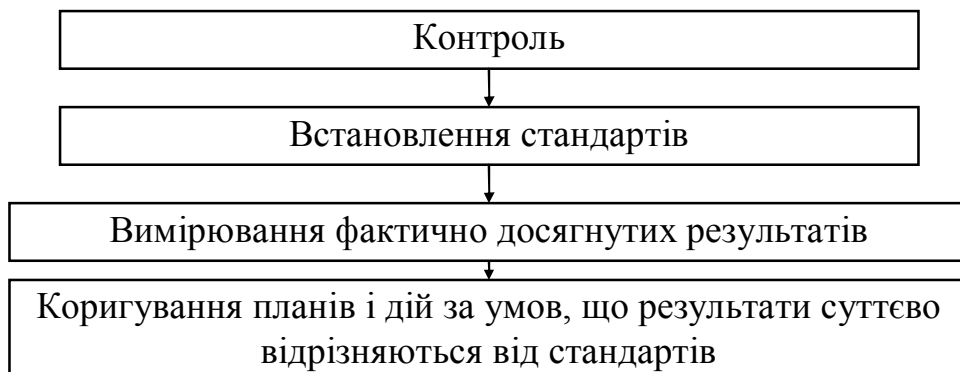 Контроль
Встановлення стандартів
Вимірювання фактично досягнутих результатів
Коригування планів і дій за умов, що результати суттєво
відрізняються від стандартів